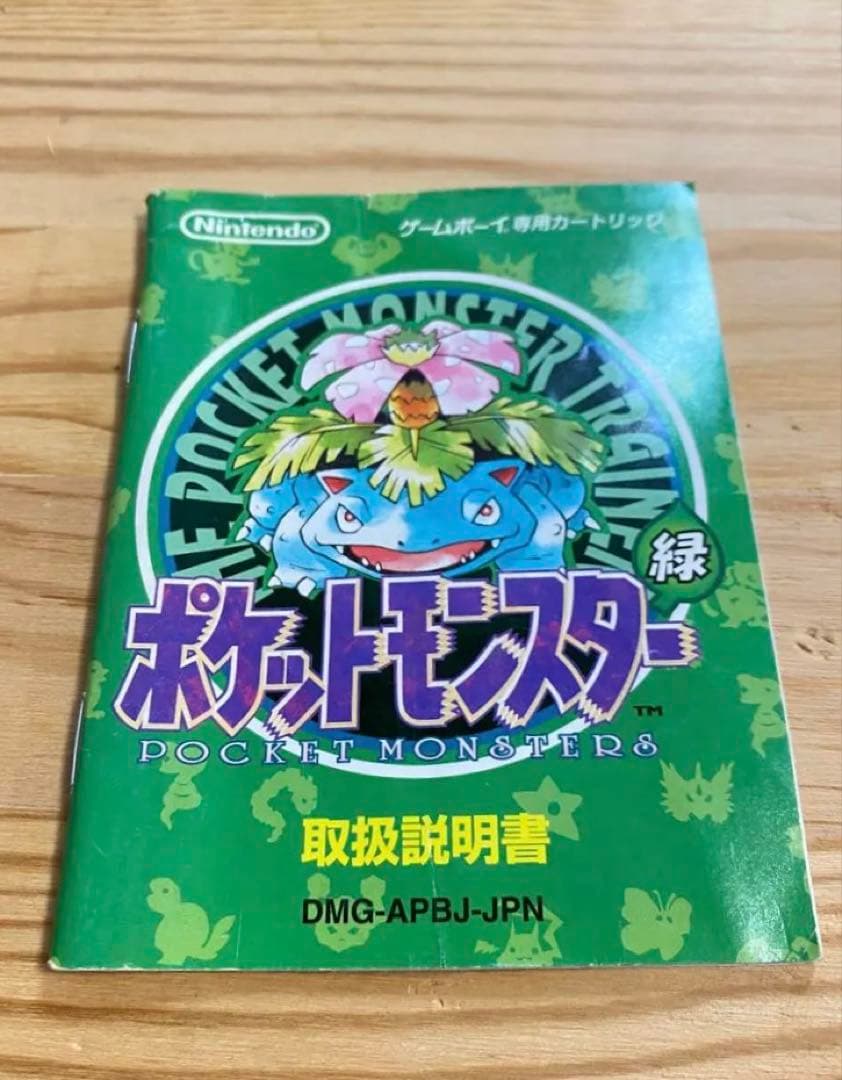 Nintendo
ゲームボーイ専用カートリッジ
THE POCKET MONSTER TRAINER
緑
ポケットモンスター
TM
POCKET MONSTERS
取扱説明書
DMG-APBJ-JPN